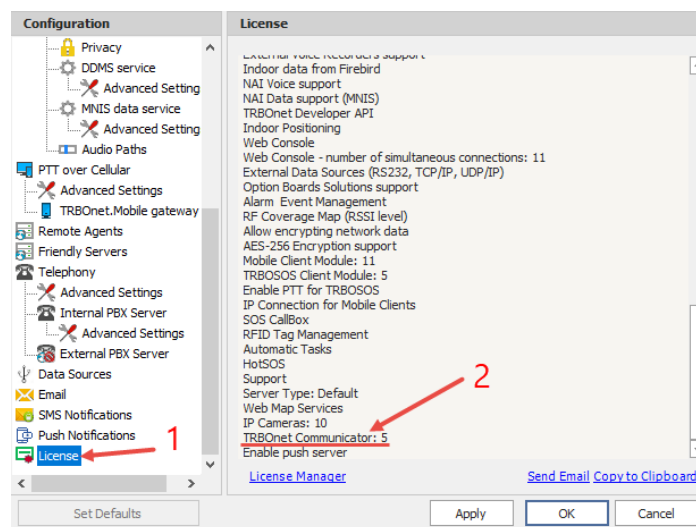 Configuration
Privacy
DDMS service
Advanced Setting
MNIS data service
Advanced Setting
Audio Paths
PTT over Cellular
Advanced Settings
TRBOnet.Mobile gateway
Remote Agents
Friendly Servers
Telephony
Advanced Settings
Internal PBX Server
Advanced Settings
External PBX Server
Data Sources
Email
SMS Notifications
Push Notifications
License
1
Set Defaults
License
External Voice Recorders support
Indoor data from Firebird
NAI Voice support
NAI Data support (MNIS)
TRBOnet Developer API
Indoor Positioning
Web Console
Web Console - number of simultaneous connections: 11
External Data Sources (RS232, TCP/IP, UDP/IP)
Option Boards Solutions support
Alarm Event Management
RF Coverage Map (RSSI level)
Allow encrypting network data
AES-256 Encryption support
Mobile Client Module: 11
TRBOSOS Client Module: 5
Enable PTT for TRBOSOS
IP Connection for Mobile Clients
SOS CallBox
RFID Tag Management
Automatic Tasks
HotSOS
Support
Server Type: Default
Web Map Services
IP Cameras: 10
TRBOnet Communicator: 5
Enable push server
2
License Manager
Send Email Copy to Clipboard
Apply
OK
Cancel